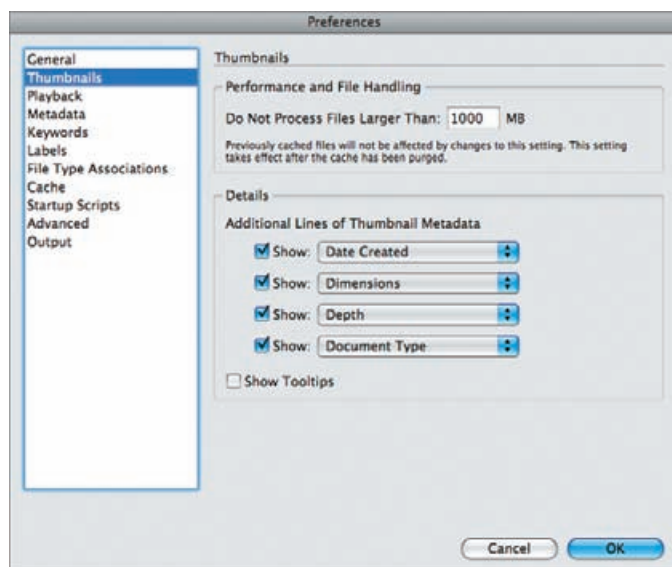 Preferences
General
Thumbnails
Playback
Metadata
Keywords
Labels
File Type Associations
Cache
Startup Scripts
Advanced
Output
Thumbnails
Performance and File Handling
Do Not Process Files Larger Than: 1000 MB
Previously cached files will not be affected by changes to this setting. This setting
takes effect after the cache has been purged.
Details
Additional Lines of Thumbnail Metadata
Show: Date Created
Show: Dimensions
Show: Depth
Show: Document Type
Show Tooltips
Cancel OK